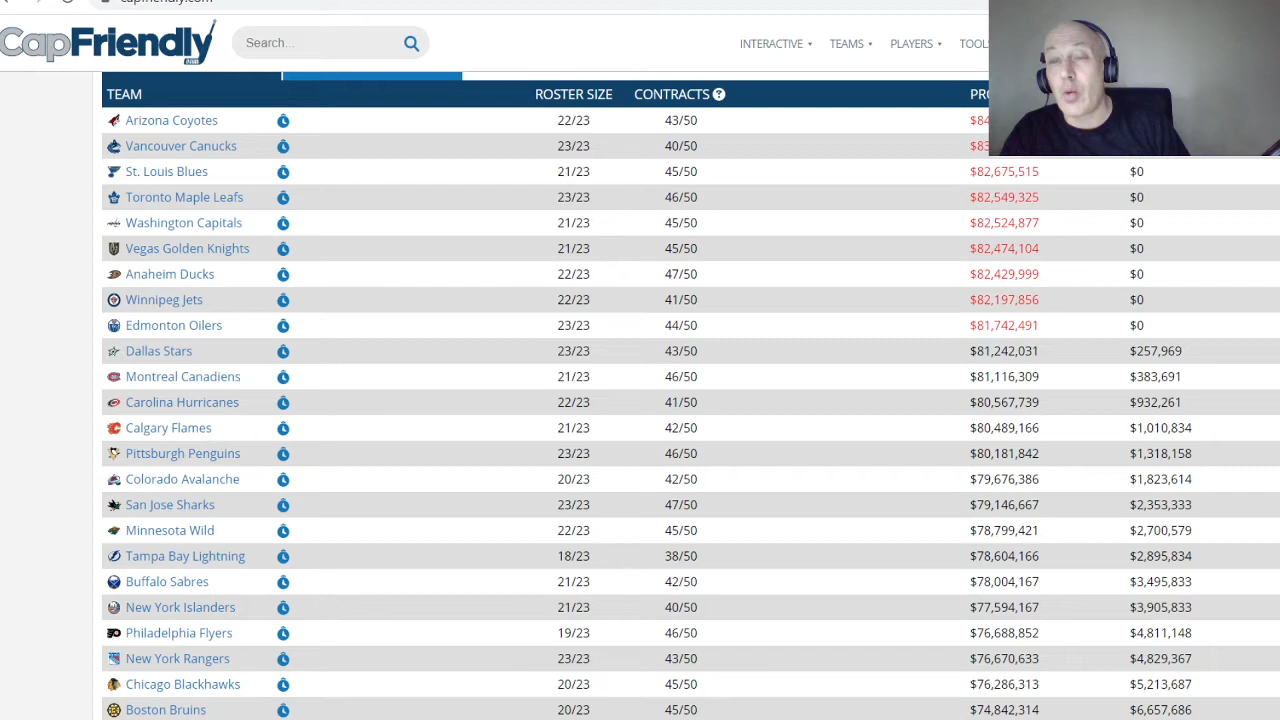 CapFriendly .com
Search...
INTERACTIVE ▾ TEAMS ▾ PLAYERS ▾ TOOLS
TEAM ROSTER SIZE CONTRACTS ?
Arizona Coyotes 22/23 43/50
Vancouver Canucks 23/23 40/50
St. Louis Blues 21/23 45/50 $82,675,515 $0
Toronto Maple Leafs 23/23 46/50 $82,549,325 $0
Washington Capitals 21/23 45/50 $82,524,877 $0
Vegas Golden Knights 21/23 45/50 $82,474,104 $0
Anaheim Ducks 22/23 47/50 $82,429,999 $0
Winnipeg Jets 22/23 41/50 $82,197,856 $0
Edmonton Oilers 23/23 44/50 $81,742,491 $0
Dallas Stars 23/23 43/50 $81,242,031 $257,969
Montreal Canadiens 21/23 46/50 $81,116,309 $383,691
Carolina Hurricanes 22/23 41/50 $80,567,739 $932,261
Calgary Flames 21/23 42/50 $80,489,166 $1,010,834
Pittsburgh Penguins 23/23 46/50 $80,181,842 $1,318,158
Colorado Avalanche 20/23 42/50 $79,676,386 $1,823,614
San Jose Sharks 23/23 47/50 $79,146,667 $2,353,333
Minnesota Wild 22/23 45/50 $78,799,421 $2,700,579
Tampa Bay Lightning 18/23 38/50 $78,604,166 $2,895,834
Buffalo Sabres 21/23 42/50 $78,004,167 $3,495,833
New York Islanders 21/23 40/50 $77,594,167 $3,905,833
Philadelphia Flyers 19/23 46/50 $76,688,852 $4,811,148
New York Rangers 23/23 43/50 $76,670,633 $4,829,367
Chicago Blackhawks 20/23 45/50 $76,286,313 $5,213,687
Boston Bruins 20/23 45/50 $74,842,314 $6,657,686